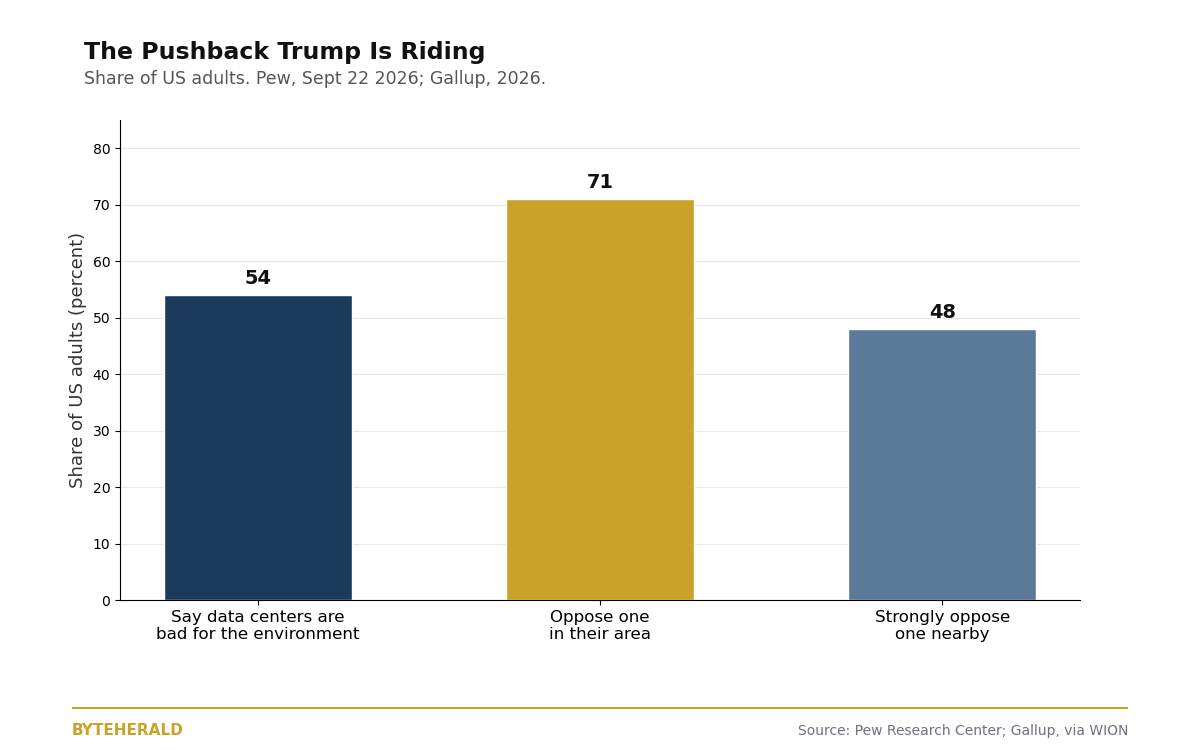 The Pushback Trump Is Riding
Share of US adults. Pew, Sept 22 2026; Gallup, 2026.
Share of US adults (percent)
80
70
60
50
40
30
20
10
0
54
71
48
Say data centers are
bad for the environment
Oppose one
in their area
Strongly oppose
one nearby
BYTEHERALD
Source: Pew Research Center; Gallup, via WION